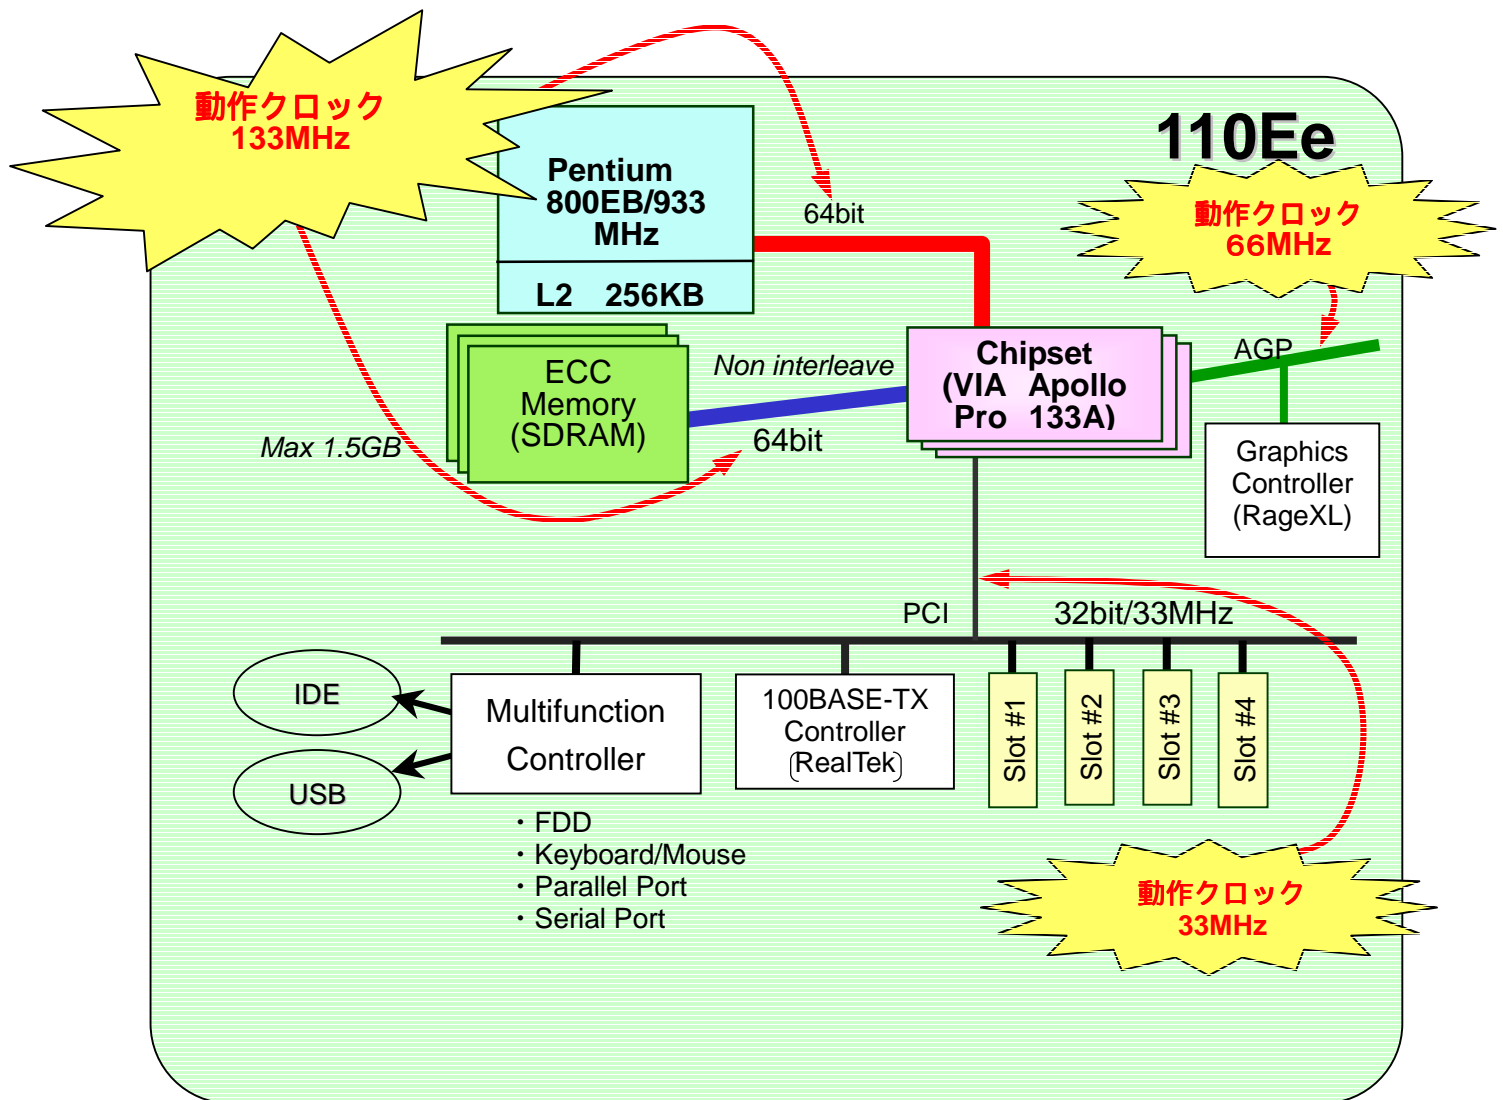 動作クロック
133MHz
110Ee
Pentium
800EB/933
MHz
L2 256KB
64bit
動作クロック
66MHz
ECC
Memory
(SDRAM)
Non interleave
Chipset
(VIA Apollo
Pro 133A)
AGP
Max 1.5GB
64bit
Graphics
Controller
(RageXL)
PCI
32bit/33MHz
IDE
USB
Multifunction
Controller
100BASE-TX
Controller
(RealTek)
Slot #1
Slot #2
Slot #3
Slot #4
・FDD
・Keyboard/Mouse
・Parallel Port
・Serial Port
動作クロック
33MHz